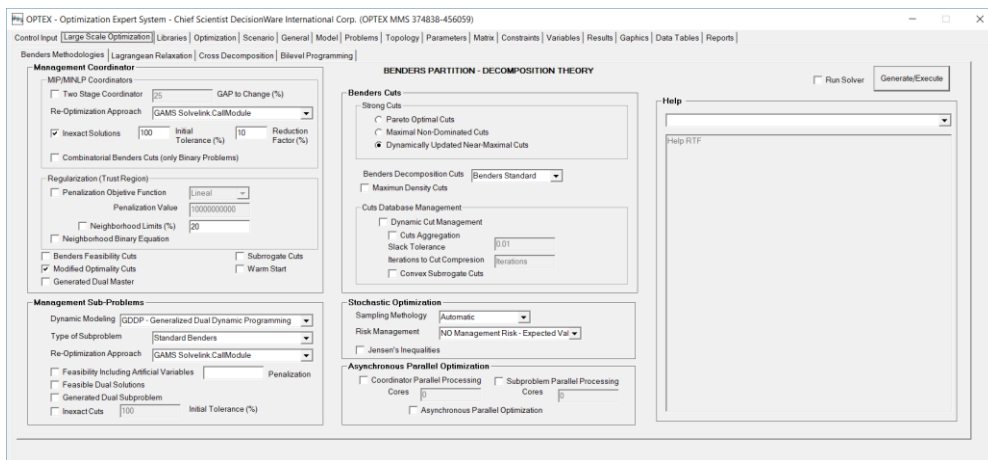 OPTEX - Optimization Expert System - Chief Scientist DecisionWare International Corp. (OPTEX MMS 374838-456059)
Control Input Large Scale Optimization Libraries Optimization Scenario General Model Problems Topology Parameters Matrix Constraints Variables Results Gaphics Data Tables Reports
Benders Methodologies Lagrangean Relaxation Cross Decomposition Bilevel Programming
Management Coordinator
MIP/MINLP Coordinators
Two Stage Coordinator 25 GAP to Change (%)
Re-Optimization Approach GAMS Solvelink.CallModule
Inexact Solutions 100 Initial Tolerance (%) 10 Reduction Factor (%)
Combinatorial Benders Cuts (only Binary Problems)
Regularization (Trust Region)
Penalization Objetive Function Lineal
Penalization Value 10000000000
Neighborhood Limits (%) 20
Neighborhood Binary Equation
Benders Feasibility Cuts Subrrogate Cuts
Modified Optimality Cuts Warm Start
Generated Dual Master
Management Sub-Problems
Dynamic Modeling GDDP - Generalized Dual Dynamic Programming
Type of Subproblem Standard Benders
Re-Optimization Approach GAMS Solvelink.CallModule
Feasibility Including Artificial Variables Penalization
Feasible Dual Solutions
Generated Dual Subproblem
Inexact Cuts 100 Initial Tolerance (%)
BENDERS PARTITION - DECOMPOSITION THEORY
Benders Cuts
Strong Cuts
Pareto Optimal Cuts
Maximal Non-Dominated Cuts
Dynamically Updated Near-Maximal Cuts
Benders Decomposition Cuts Benders Standard
Maximun Density Cuts
Cuts Database Management
Dynamic Cut Management
Cuts Aggregation
Slack Tolerance 0.01
Iterations to Cut Compresion Iterations
Convex Subrrogate Cuts
Stochastic Optimization
Sampling Methology Automatic
Risk Management NO Management Risk - Expected Val
Jensen's Inequalities
Asynchronous Parallel Optimization
Coordinator Parallel Processing Subproblem Parallel Processing
Cores 0 Cores 0
Asynchronous Parallel Optimization
Run Solver Generate/Execute
Help
Help RTF